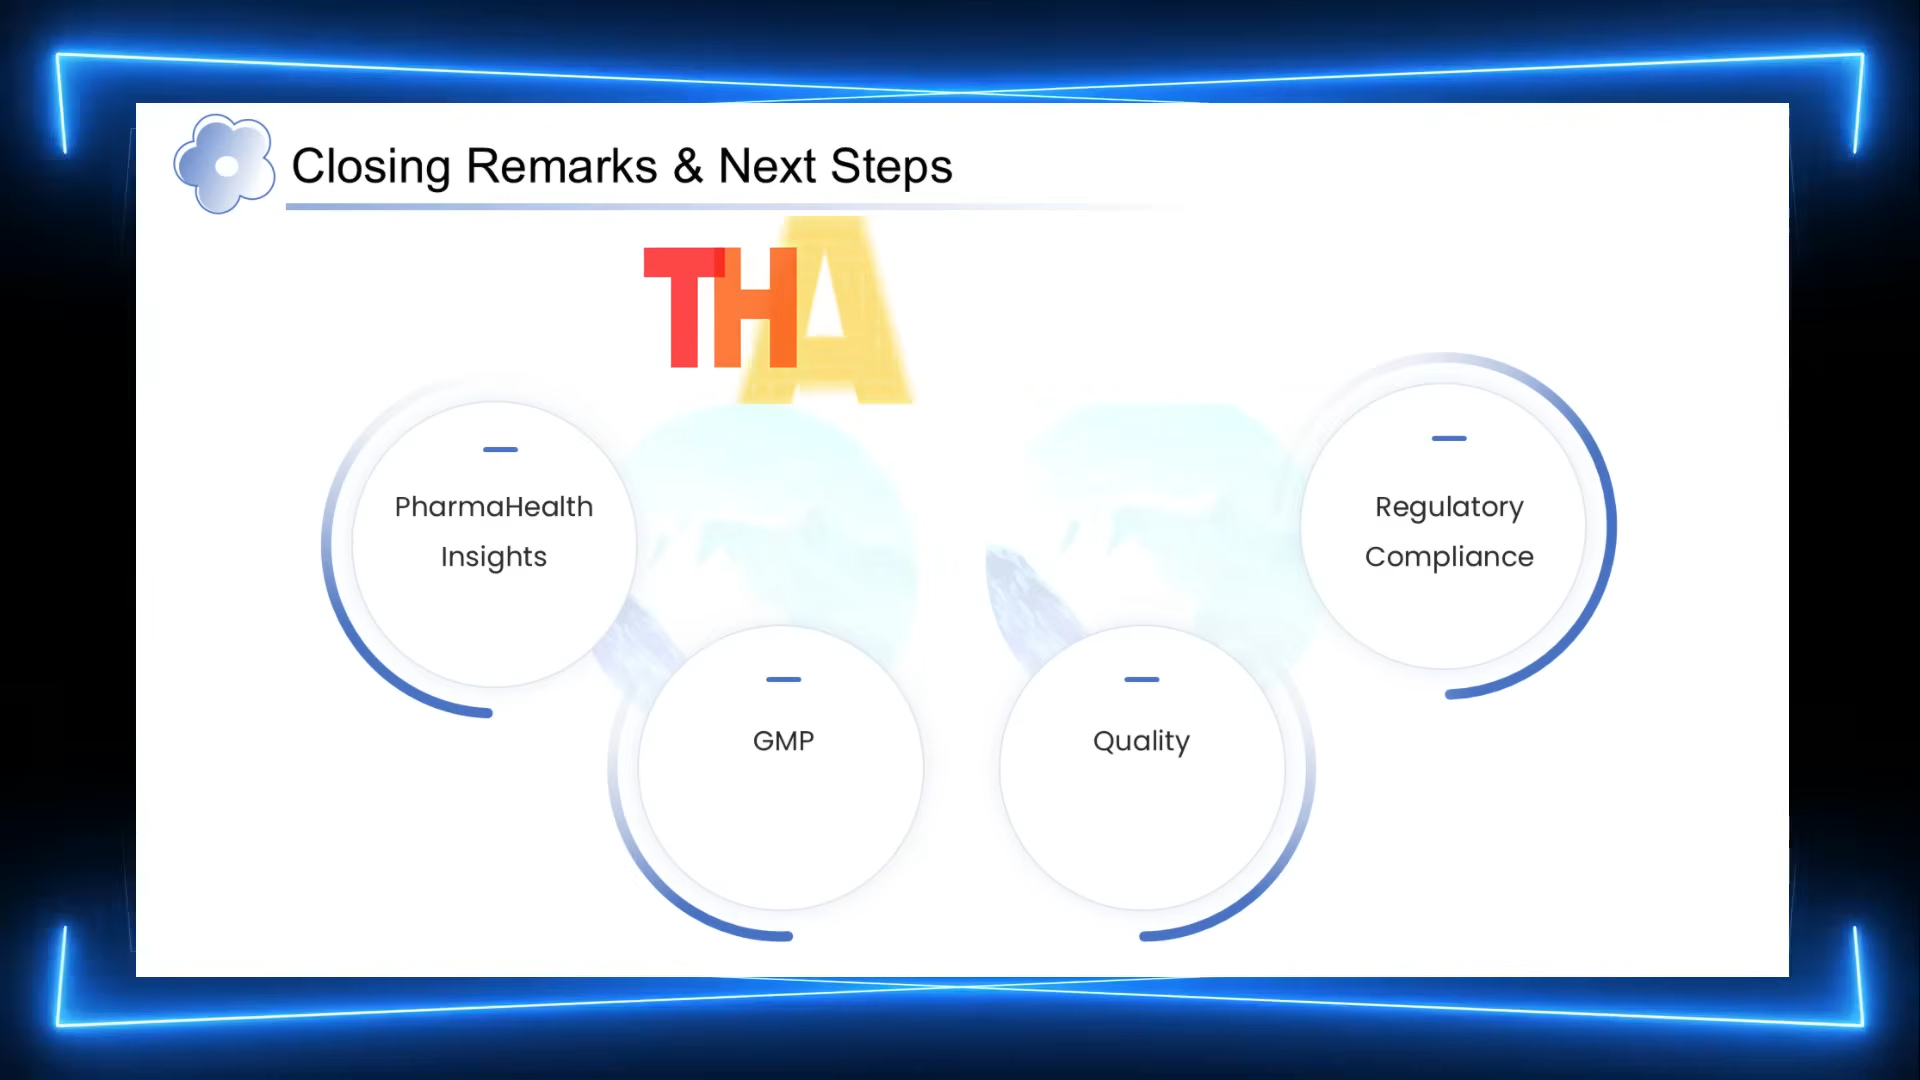 Closing Remarks & Next Steps
THA
PharmaHealth
Insights
GMP
Quality
Regulatory
Compliance